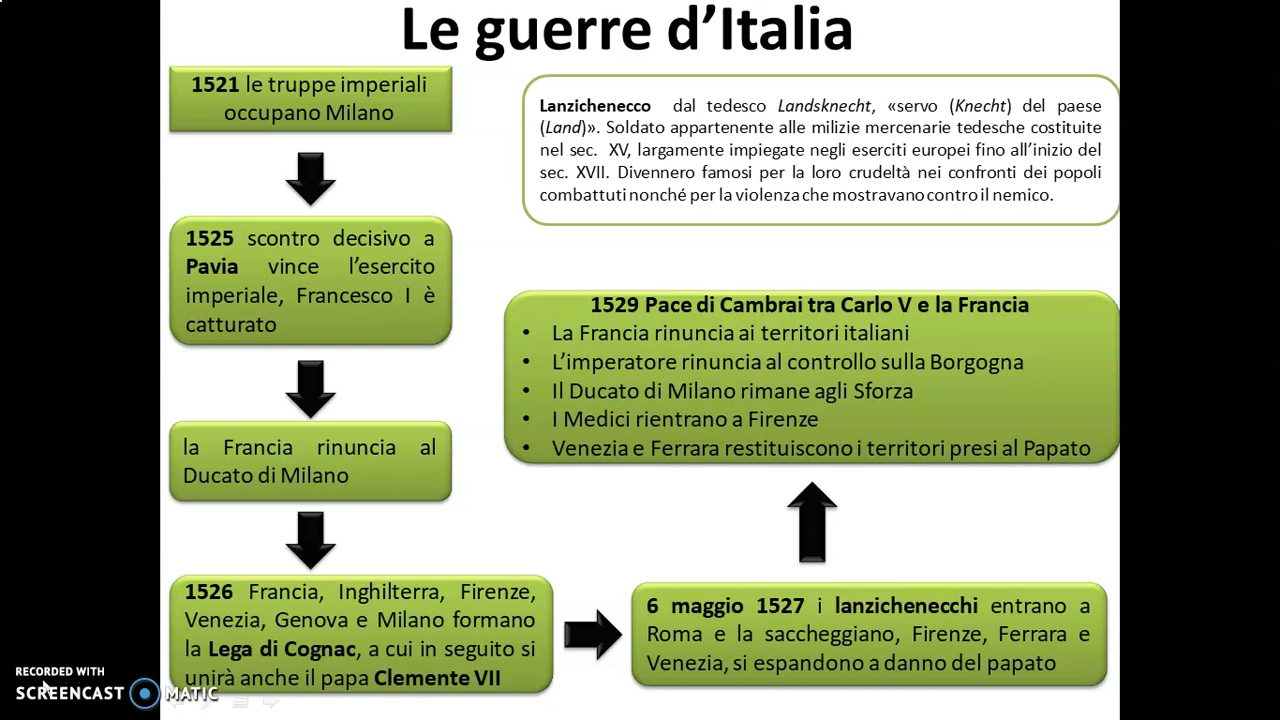 Le guerre d'Italia
1521 le truppe imperiali
occupano Milano
Lanzichenecco dal tedesco Landsknecht, «servo (Knecht) del paese
(Land)». Soldato appartenente alle milizie mercenarie tedesche costituite
nel sec. XV, largamente impiegate negli eserciti europei fino all'inizio del
sec. XVII. Divennero famosi per la loro crudeltà nei confronti dei popoli
combattuti nonché per la violenza che mostravano contro il nemico.
1525 scontro decisivo a
Pavia vince l'esercito
imperiale, Francesco I è
catturato
la Francia rinuncia al
Ducato di Milano
1526 Francia, Inghilterra, Firenze,
Venezia, Genova e Milano formano
la Lega di Cognac, a cui in seguito si
unirà anche il papa Clemente VII
6 maggio 1527 i lanzichenecchi entrano a
Roma e la saccheggiano, Firenze, Ferrara e
Venezia, si espandono a danno del papato
1529 Pace di Cambrai tra Carlo V e la Francia
• La Francia rinuncia ai territori italiani
• L'imperatore rinuncia al controllo sulla Borgogna
• Il Ducato di Milano rimane agli Sforza
• I Medici rientrano a Firenze
• Venezia e Ferrara restituiscono i territori presi al Papato
RECORDED WITH
SCREENCAST MATIC